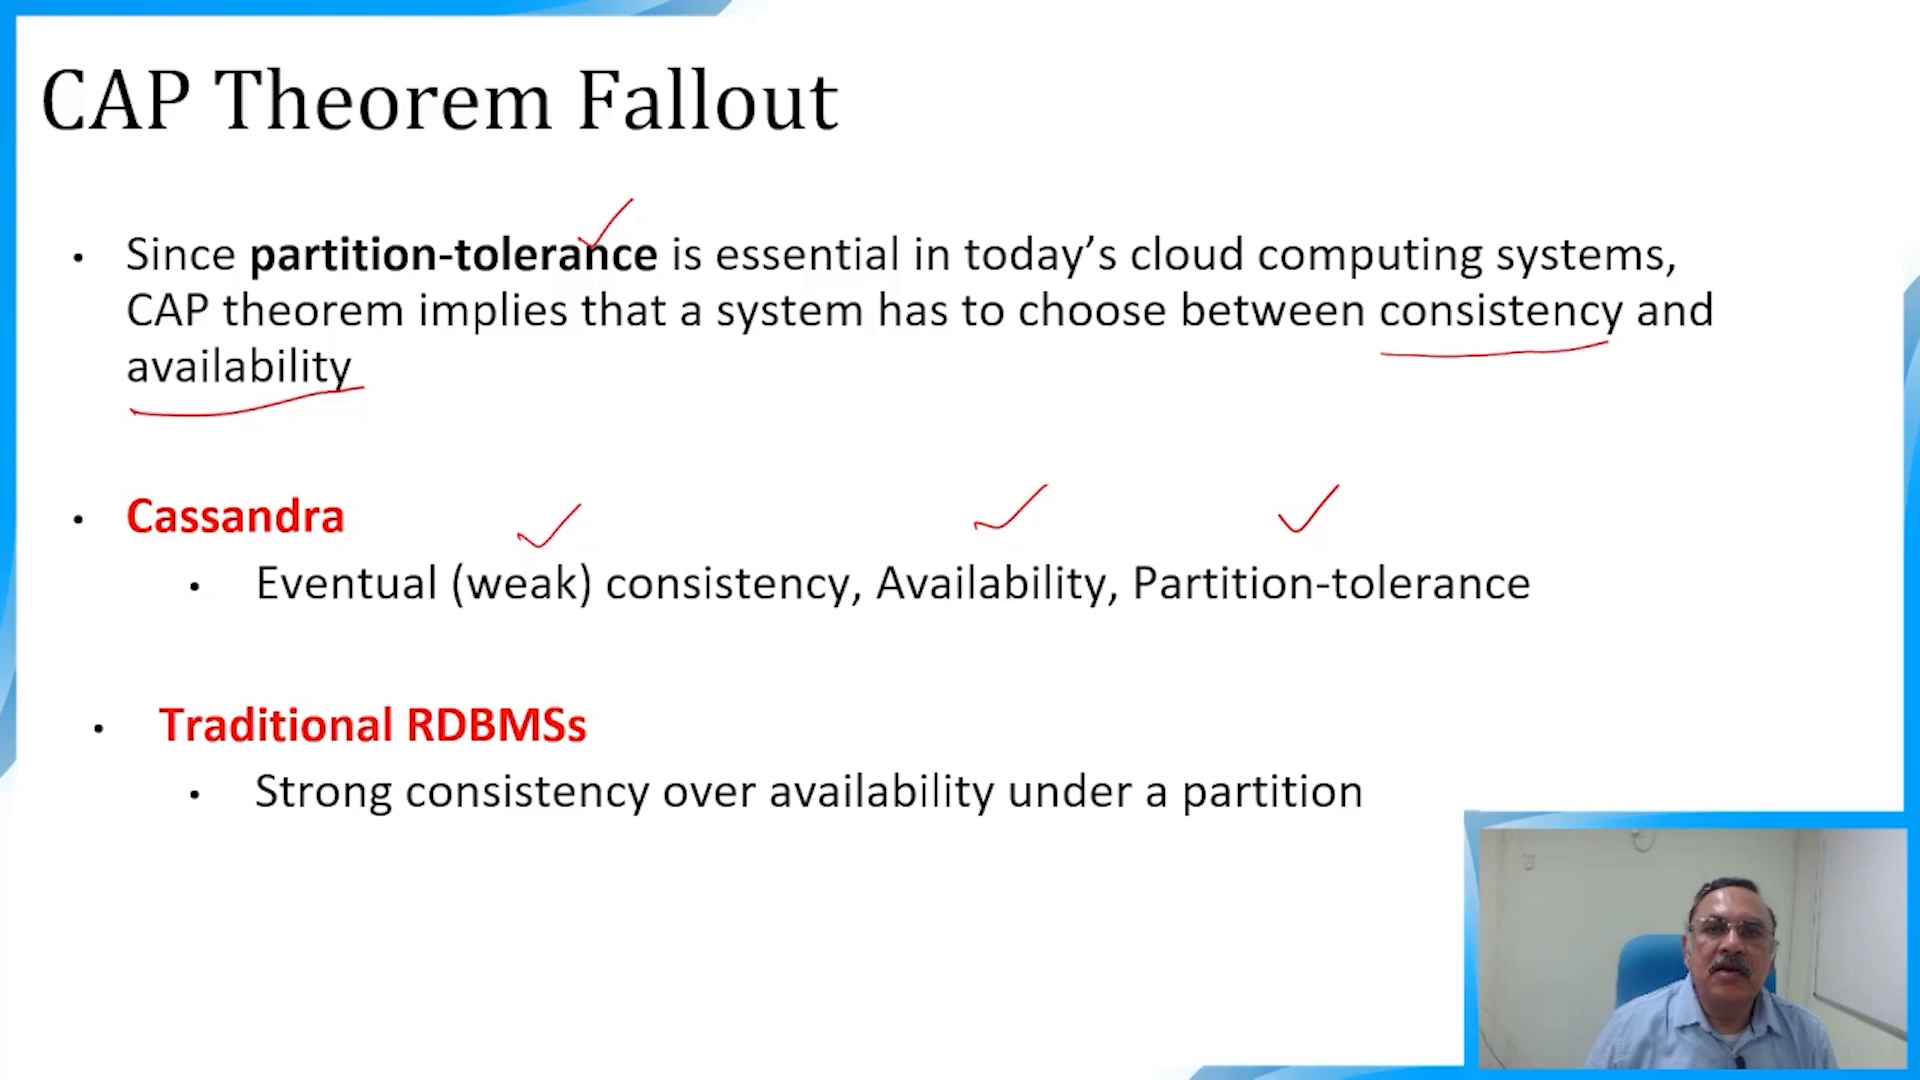 CAP Theorem Fallout
• Since partition-tolerance is essential in today’s cloud computing systems,
CAP theorem implies that a system has to choose between consistency and
availability
• Cassandra
• Eventual (weak) consistency, Availability, Partition-tolerance
• Traditional RDBMSs
• Strong consistency over availability under a partition